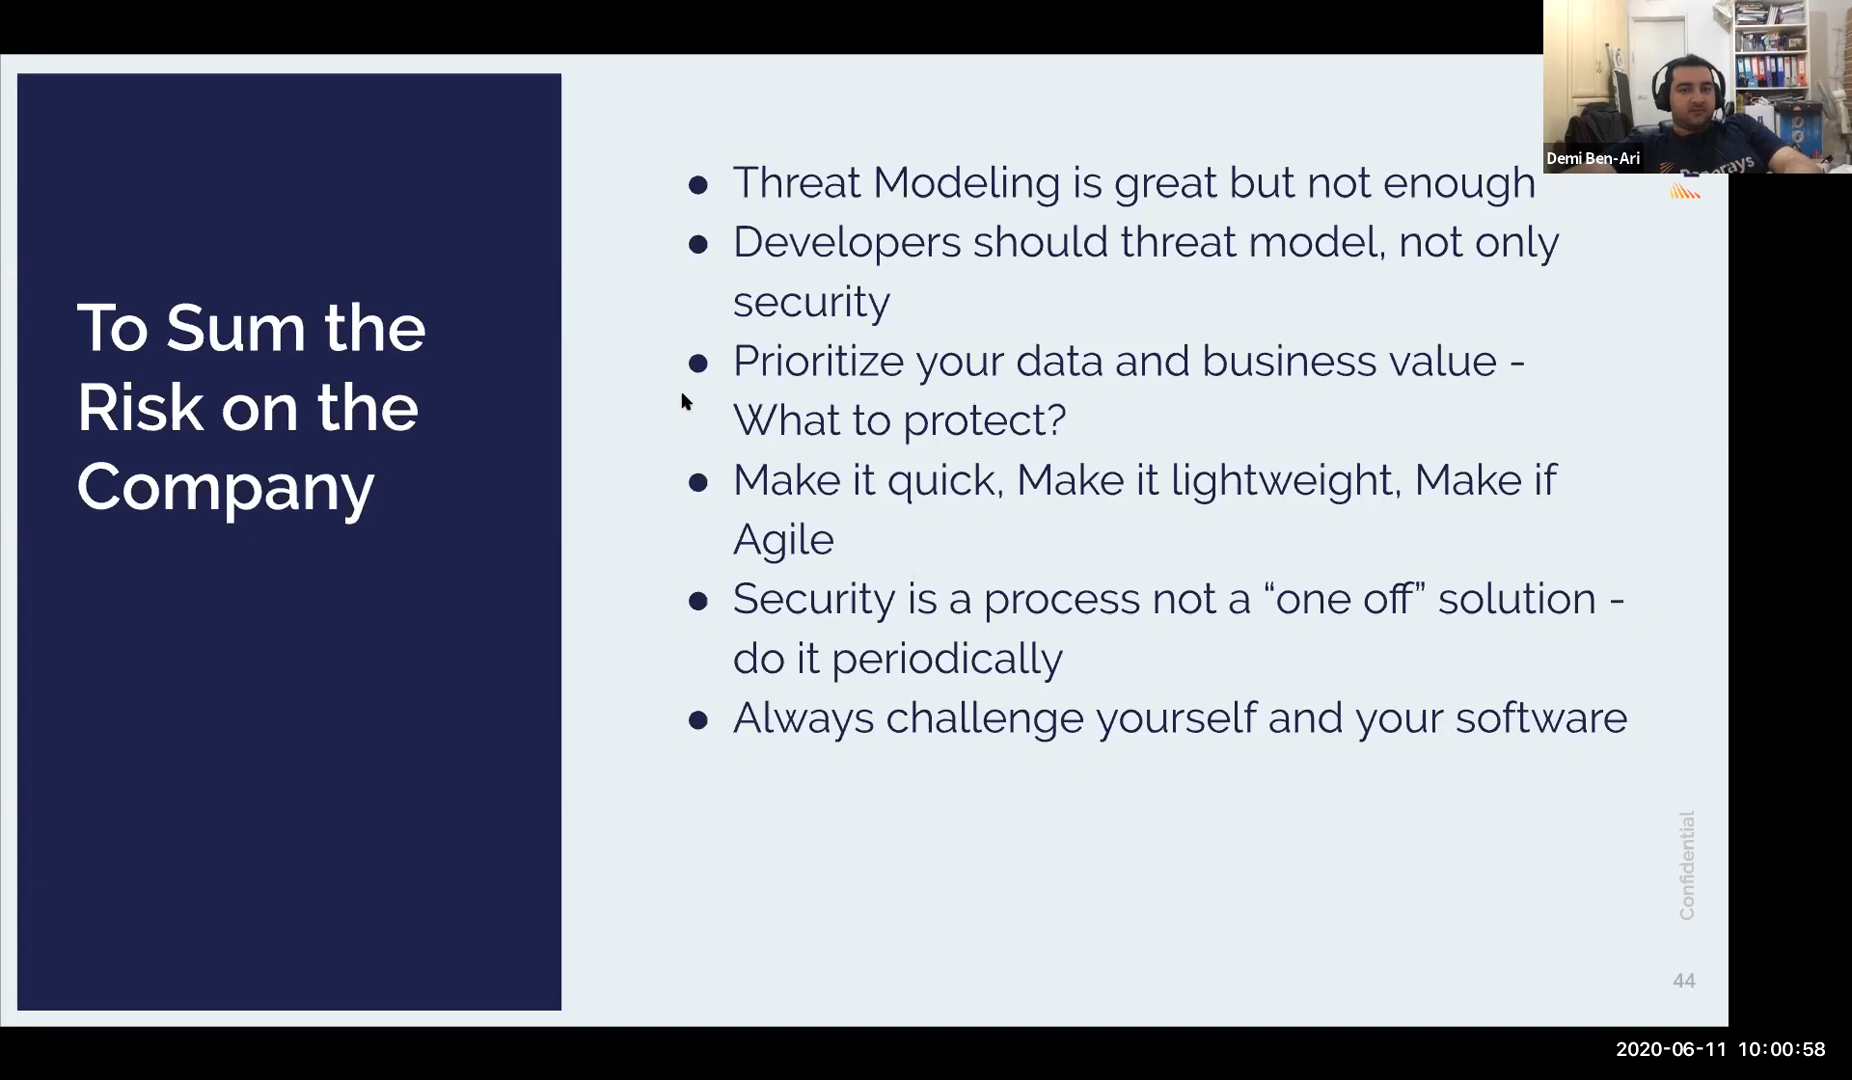 To Sum the
Risk on the
Company
● Threat Modeling is great but not enough
● Developers should threat model, not only
security
● Prioritize your data and business value -
What to protect?
● Make it quick, Make it lightweight, Make if
Agile
● Security is a process not a “one off” solution -
do it periodically
● Always challenge yourself and your software
Demi Ben-Ari
Confidential
44
2020-06-11 10:00:58